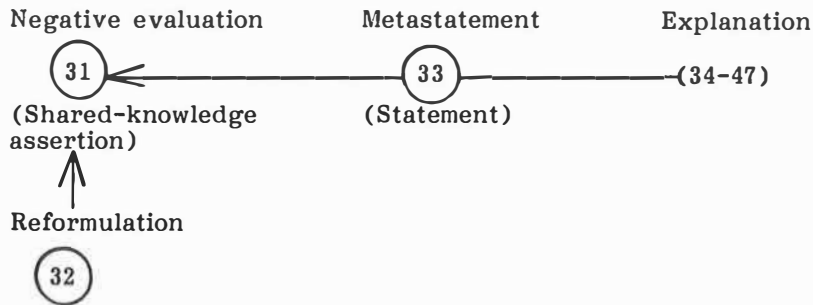 Negative evaluation Metastatement Explanation
31 33 (34-47)
(Shared-knowledge (Statement)
assertion)
Reformulation
32